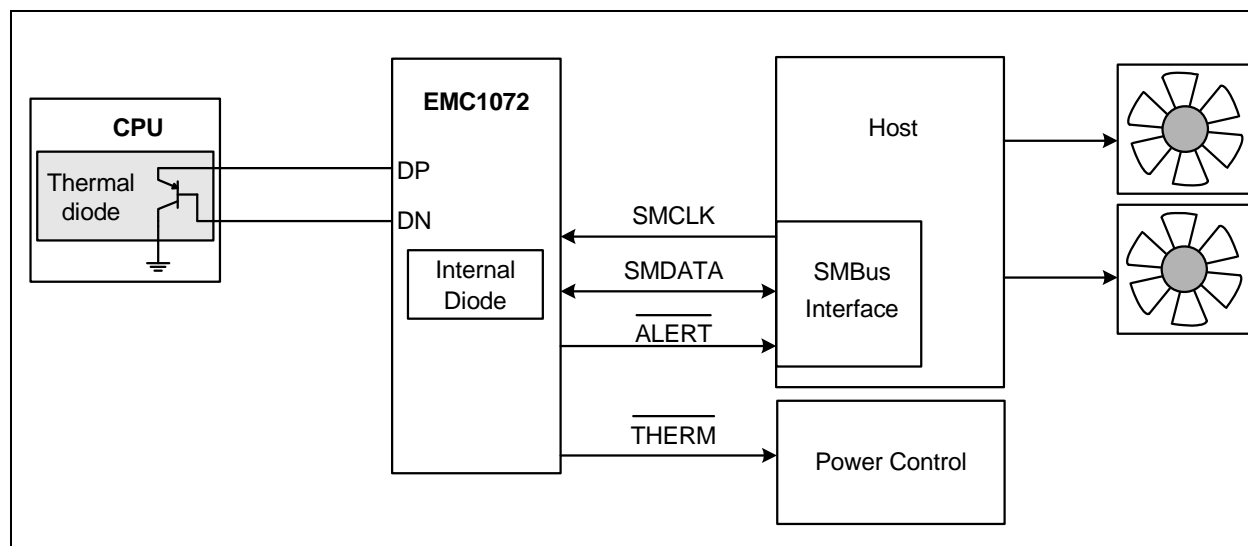 CPU
Thermal
diode
EMC1072
DP
DN
Internal
Diode
SMCLK
SMDATA
ALERT
THERM
Host
SMBus
Interface
Power Control